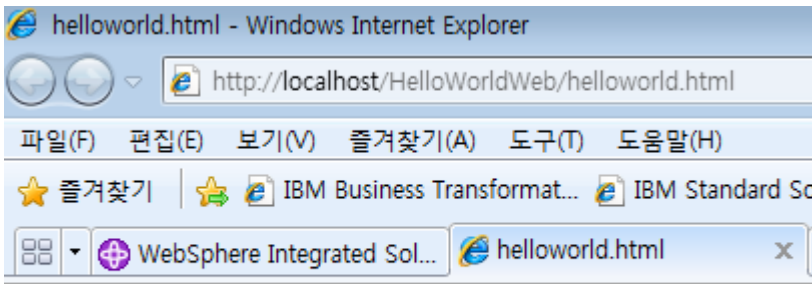 helloworld.html - Windows Internet Explorer
http://localhost/HelloWorldWeb/helloworld.html
파일(F) 편집(E) 보기(V) 즐겨찾기(A) 도구(T) 도움말(H)
즐겨찾기 IBM Business Transformat... IBM Standard So
WebSphere Integrated Sol... helloworld.html x